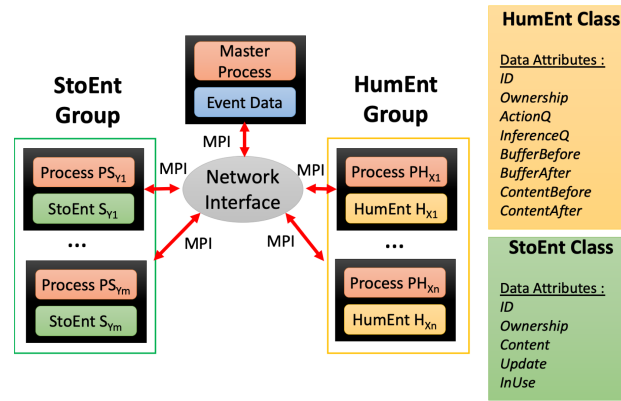 StoEnt
Group
Process PS_Y1
StoEnt S_Y1
...
Process PS_Ym
StoEnt S_Ym
Master
Process
Event Data
MPI
MPI
MPI
MPI
MPI
Network
Interface
HumEnt
Group
Process PH_X1
HumEnt H_X1
...
Process PH_Xn
HumEnt H_Xn
HumEnt Class
Data Attributes :
ID
Ownership
ActionQ
InferenceQ
BufferBefore
BufferAfter
ContentBefore
ContentAfter
StoEnt Class
Data Attributes :
ID
Ownership
Content
Update
InUse